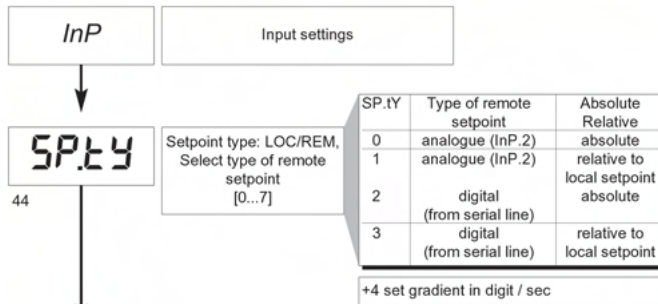 InP
Input settings
SP.tY
44
Setpoint type: LOC/REM,
Select type of remote
setpoint
[0...7]
SP.tY Type of remote setpoint Absolute Relative
0 analogue (InP.2) absolute
1 analogue (InP.2) relative to local setpoint
2 digital (from serial line) absolute
3 digital (from serial line) relative to local setpoint
+4 set gradient in digit / sec